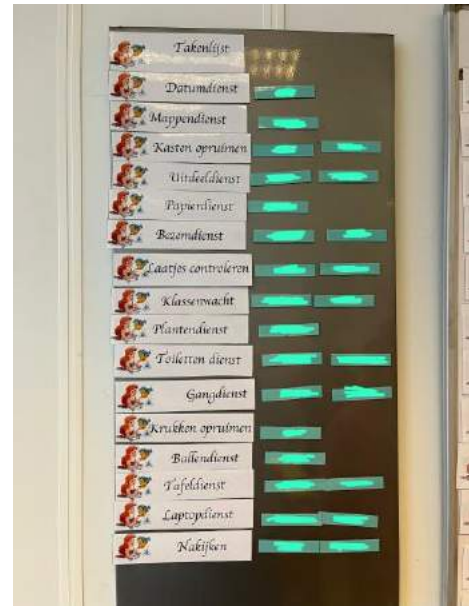 Takenlijst
Datumdienst
Mappendienst
Kasten opruimen
Uitdeeldienst
Papierdienst
Bezemdienst
Laatjes controleren
Klassenwacht
Plantendienst
Toiletten dienst
Gangdienst
Krukken opruimen
Ballendienst
Tafeldienst
Laptopdienst
Nakijken